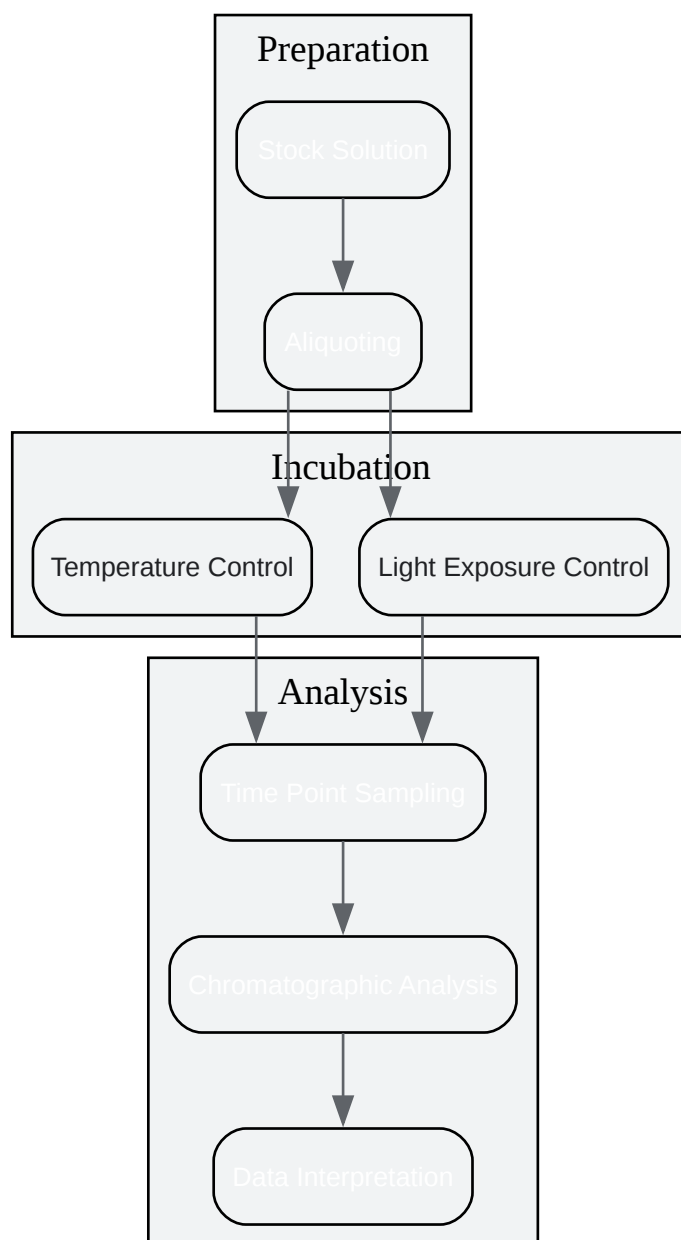 Preparation
Stock Solution
Aliquoting
Incubation
Temperature Control
Light Exposure Control
Analysis
Time Point Sampling
Chromatographic Analysis
Data Interpretation